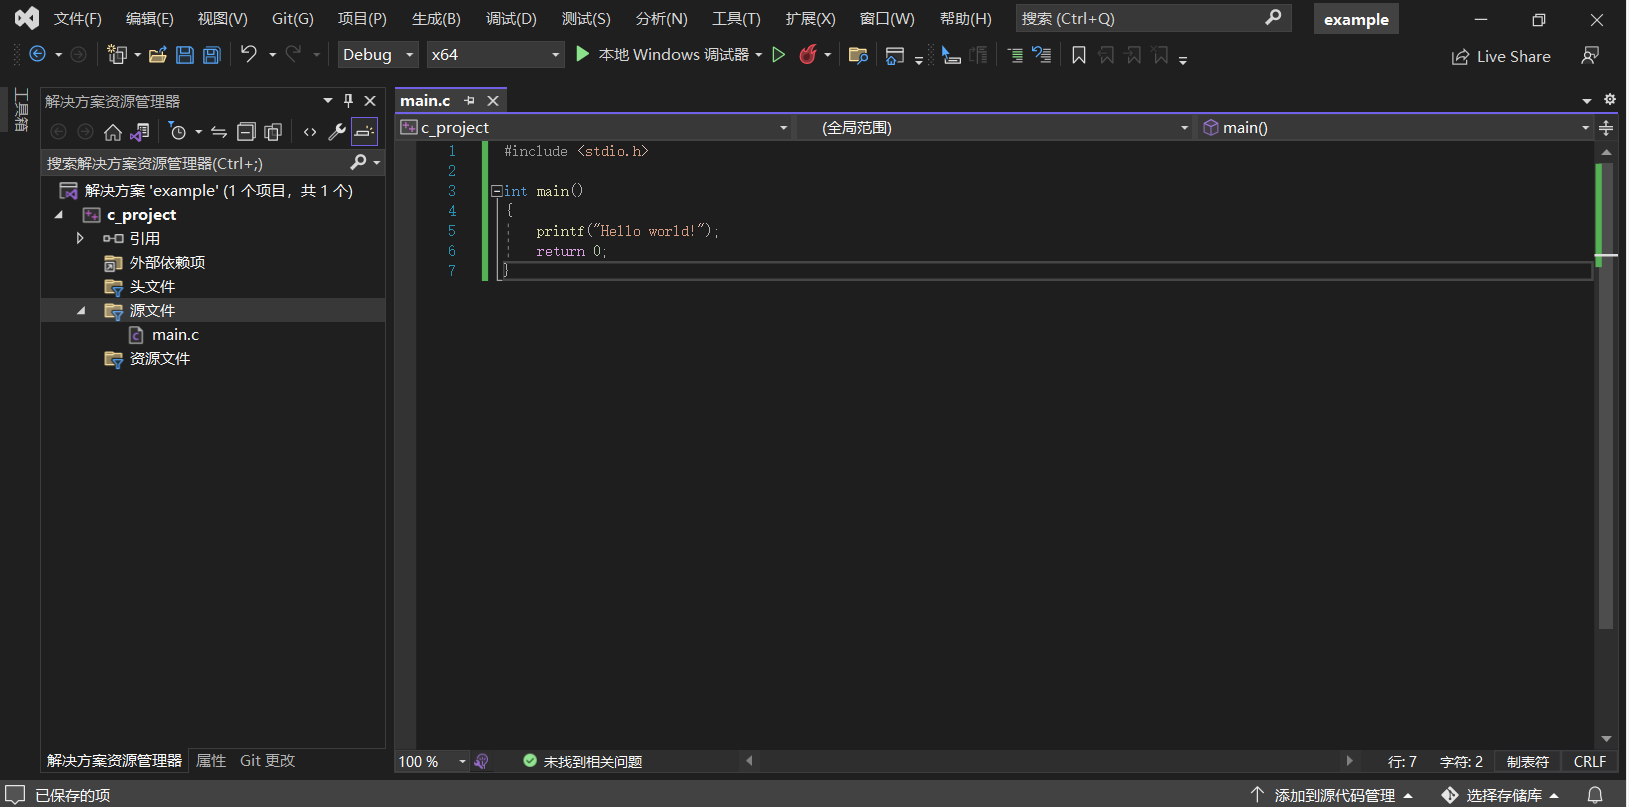 文件(F) 编辑(E) 视图(V) Git(G) 项目(P) 生成(B) 调试(D) 测试(S) 分析(N) 工具(T) 扩展(X) 窗口(W) 帮助(H) 搜索 (Ctrl+Q) example
Debug x64 本地 Windows 调试器 Live Share
工具箱
解决方案资源管理器
搜索解决方案资源管理器(Ctrl+;)
解决方案 'example' (1 个项目，共 1 个)
c_project
引用
外部依赖项
头文件
源文件
main.c
资源文件
解决方案资源管理器 属性 Git 更改
main.c
c_project (全局范围) main()
1 #include <stdio.h>
2
3 int main()
4 {
5 printf("Hello world!");
6 return 0;
7 }
100 % 未找到相关问题 行: 7 字符: 2 制表符 CRLF
已保存的项 添加到源代码管理 选择存储库